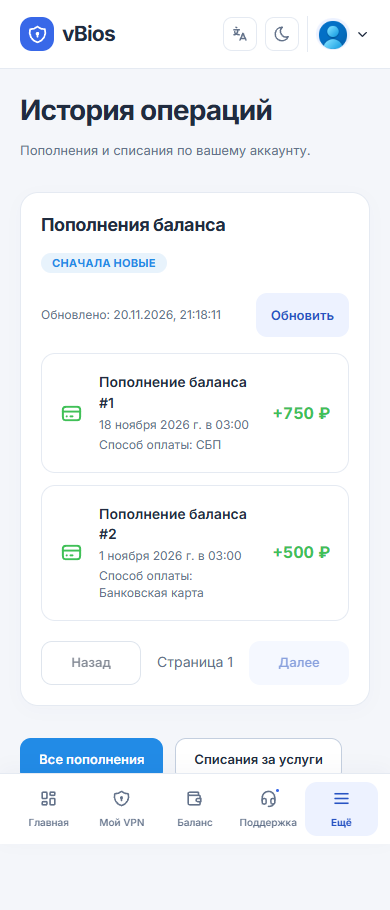 vBios
История операций
Пополнения и списания по вашему аккаунту.
Пополнения баланса
СНАЧАЛА НОВЫЕ
Обновлено: 20.11.2026, 21:18:11
Обновить
Пополнение баланса
#1
18 ноября 2026 г. в 03:00
Способ оплаты: СБП
+750 ₽
Пополнение баланса
#2
1 ноября 2026 г. в 03:00
Способ оплаты:
Банковская карта
+500 ₽
Назад
Страница 1
Далее
Все пополнения
Списания за услуги
Главная
Мой VPN
Баланс
Поддержка
Ещё